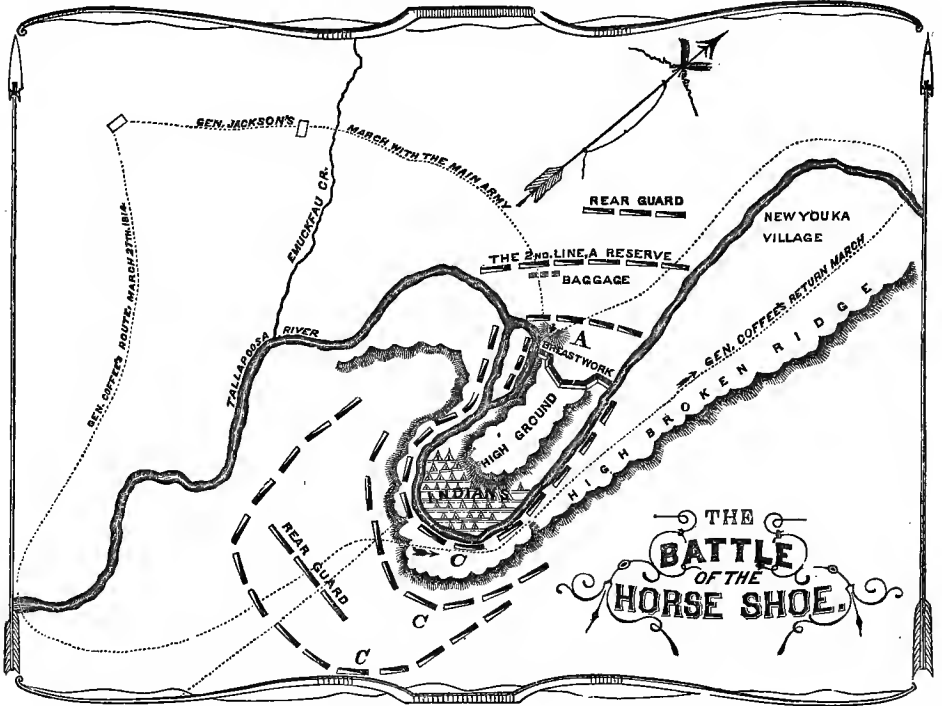 GEN. JACKSON'S
MARCH WITH THE MAIN ARMY
GEN. COFFEE'S ROUTE, MARCH 27TH, 1814.
EMUCKFAU CR.
TALLAPOOSA RIVER
REAR GUARD
THE 2ND. LINE, A RESERVE
BAGGAGE
NEW YOUKA
VILLAGE
GEN. COFFEE'S RETURN MARCH
HIGH BROKEN RIDGE
A
BREASTWORK
HIGH GROUND
INDIANS
REAR GUARD
C
C
C
THE
BATTLE
OF THE
HORSE SHOE.